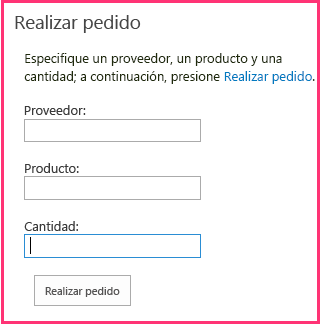 Realizar pedido
Especifique un proveedor, un producto y una
cantidad; a continuación, presione Realizar pedido.
Proveedor:
Producto:
Cantidad:
Realizar pedido